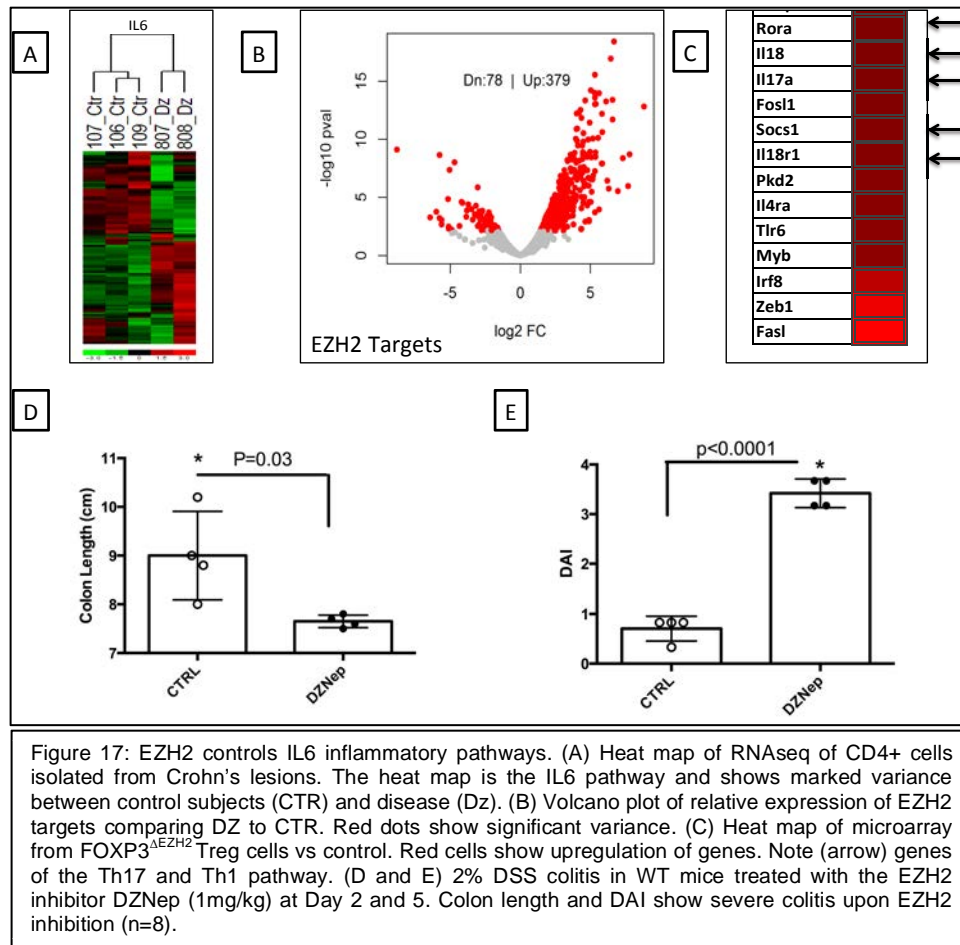 A
IL6
107_Ctr
106_Ctr
109_Ctr
807_Dz
808_Dz
B
Dn:78 | Up:379
-log10 pval
15
10
5
0
-5 0 5
log2 FC
EZH2 Targets
C
Rora
Il18
Il17a
Fosl1
Socs1
Il18r1
Pkd2
Il4ra
Tlr6
Myb
Irf8
Zeb1
Fasl
D
* P=0.03
Colon Length (cm)
11
10
9
8
7
CTRL
DZNep
E
p<0.0001
*
DAI
4
3
2
1
0
CTRL
DZNep
Figure 17: EZH2 controls IL6 inflammatory pathways. (A) Heat map of RNAseq of CD4+ cells
isolated from Crohn's lesions. The heat map is the IL6 pathway and shows marked variance
between control subjects (CTR) and disease (Dz). (B) Volcano plot of relative expression of EZH2
targets comparing DZ to CTR. Red dots show significant variance. (C) Heat map of microarray
from FOXP3^ΔEZH2 Treg cells vs control. Red cells show upregulation of genes. Note (arrow) genes
of the Th17 and Th1 pathway. (D and E) 2% DSS colitis in WT mice treated with the EZH2
inhibitor DZNep (1mg/kg) at Day 2 and 5. Colon length and DAI show severe colitis upon EZH2
inhibition (n=8).